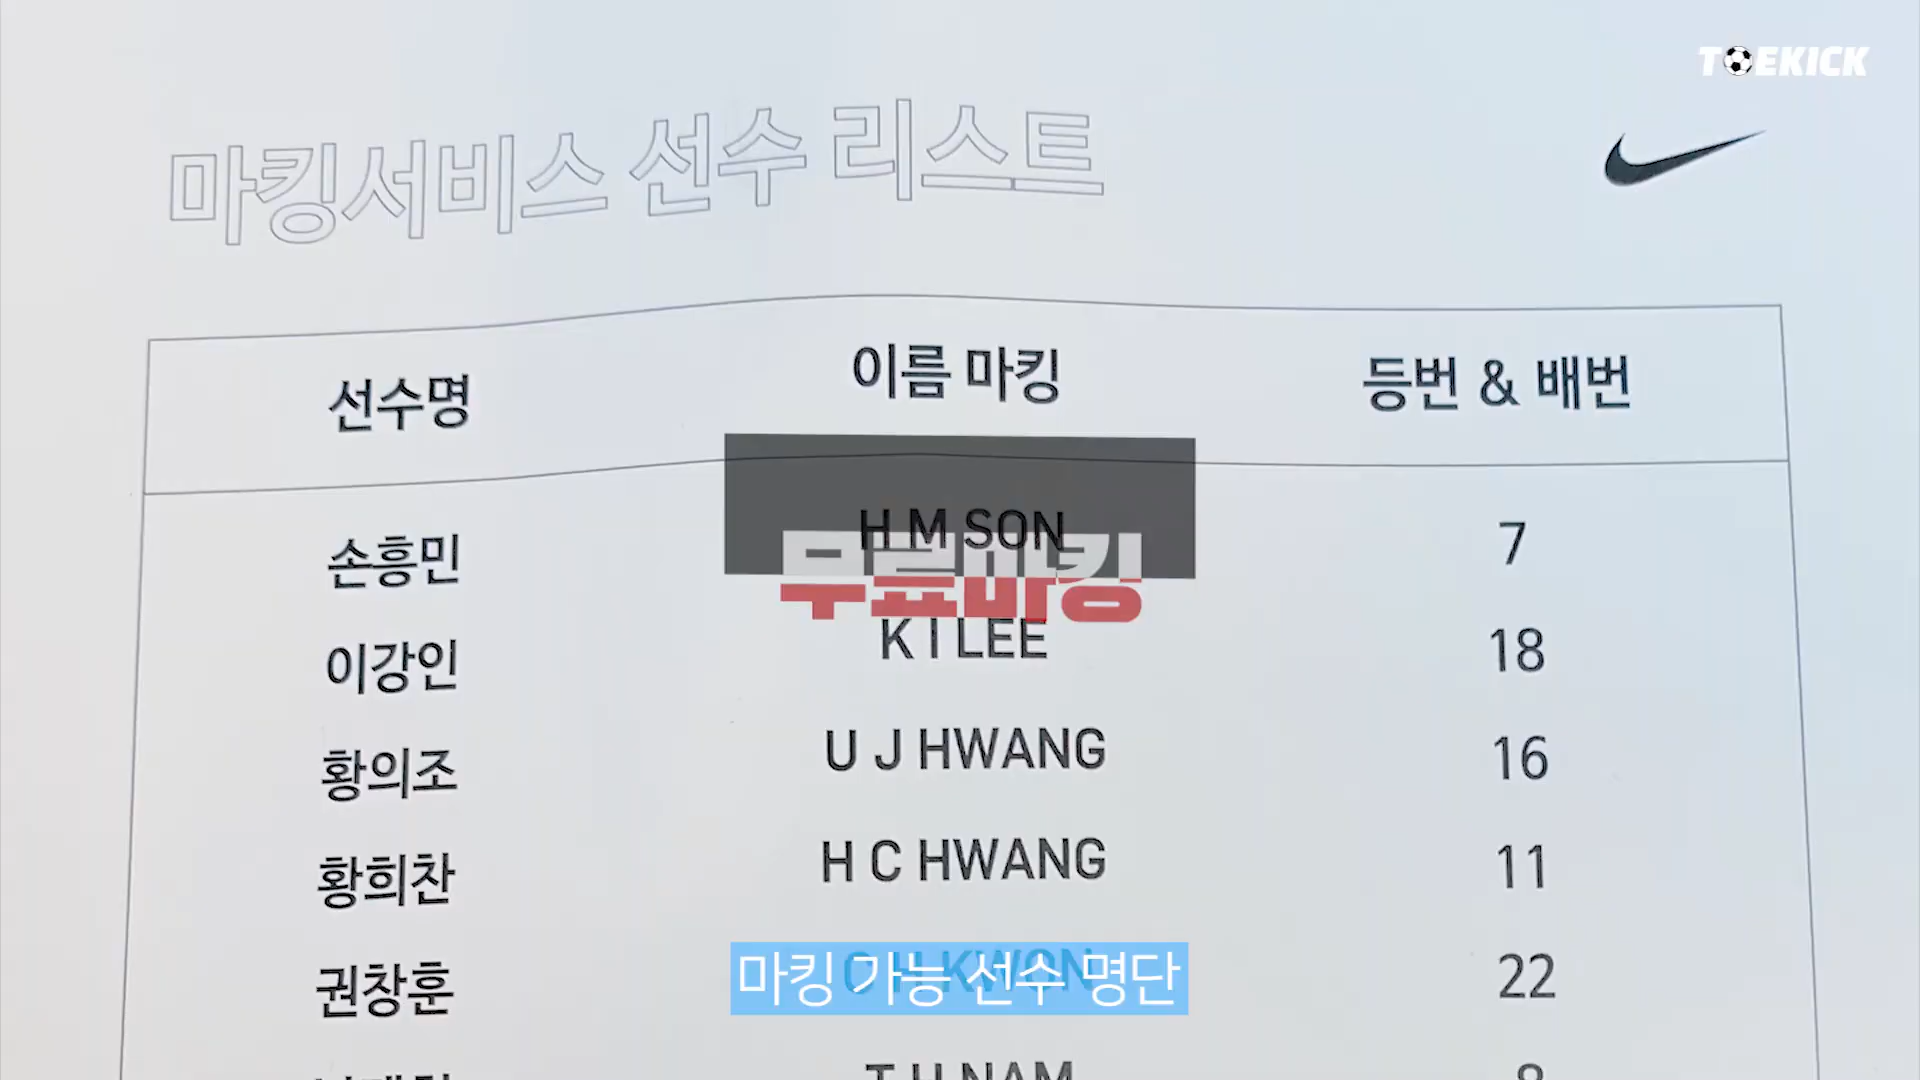 TOEKICK
마킹서비스 선수 리스트
선수명 이름 마킹 등번 & 배번
손흥민 H M SON 7
무료마킹
이강인 K I LEE 18
황의조 U J HWANG 16
황희찬 H C HWANG 11
권창훈 C H KWON 22
마킹 가능 선수 명단
T H NAM 8